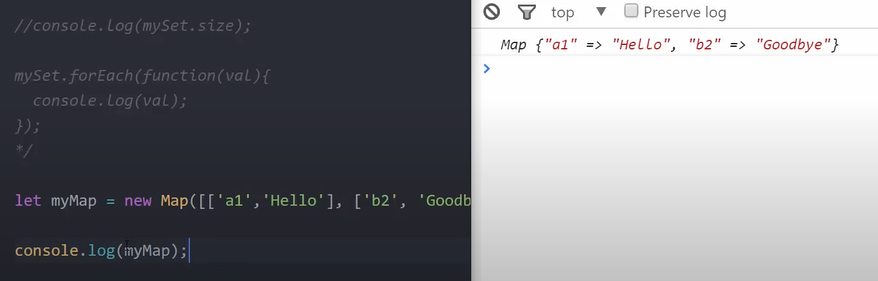 //console.log(mySet.size);
mySet.forEach(function(val){
console.log(val);
});
*/
let myMap = new Map([['a1','Hello'], ['b2', 'Goodb
console.log(myMap);
top ▼ Preserve log
Map {"a1" => "Hello", "b2" => "Goodbye"}
>